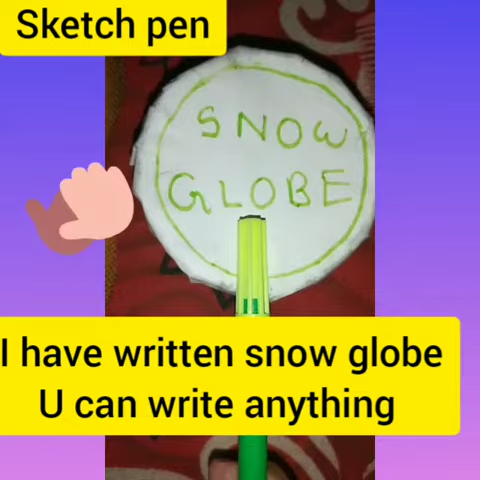 Sketch pen
SNOW
GLOBE
I have written snow globe
U can write anything